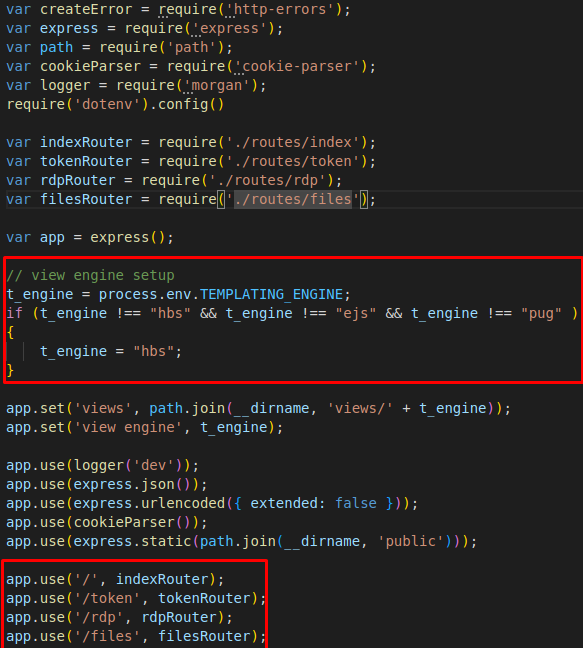 var createError = require('http-errors');
var express = require('express');
var path = require('path');
var cookieParser = require('cookie-parser');
var logger = require('morgan');
require('dotenv').config()

var indexRouter = require('./routes/index');
var tokenRouter = require('./routes/token');
var rdpRouter = require('./routes/rdp');
var filesRouter = require('./routes/files');

var app = express();

// view engine setup
t_engine = process.env.TEMPLATING_ENGINE;
if (t_engine !== "hbs" && t_engine !== "ejs" && t_engine !== "pug" )
{
    t_engine = "hbs";
}

app.set('views', path.join(__dirname, 'views/' + t_engine));
app.set('view engine', t_engine);

app.use(logger('dev'));
app.use(express.json());
app.use(express.urlencoded({ extended: false }));
app.use(cookieParser());
app.use(express.static(path.join(__dirname, 'public')));

app.use('/', indexRouter);
app.use('/token', tokenRouter);
app.use('/rdp', rdpRouter);
app.use('/files', filesRouter);